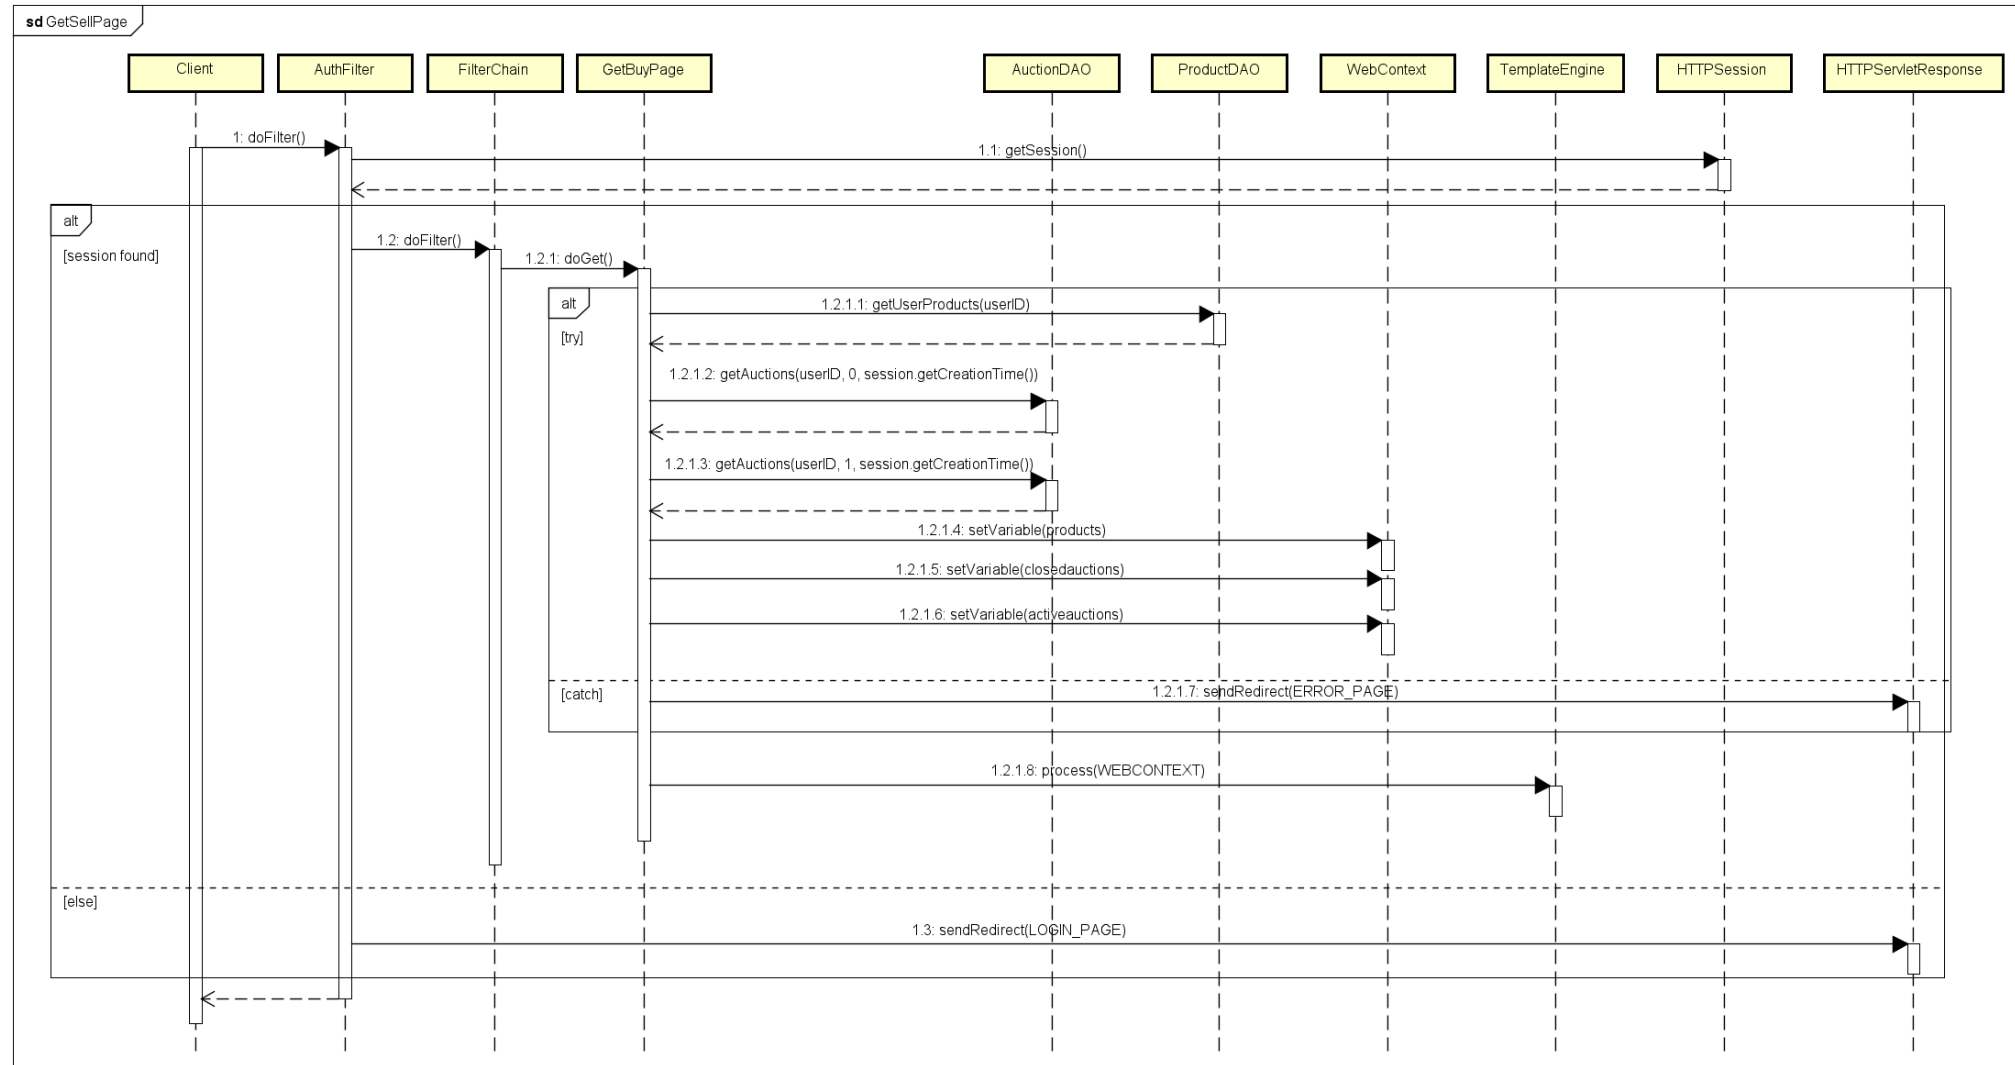 sd GetSellPage
Client
AuthFilter
FilterChain
GetBuyPage
AuctionDAO
ProductDAO
WebContext
TemplateEngine
HTTPSession
HTTPServletResponse
1: doFilter()
1.1: getSession()
alt
[session found]
1.2: doFilter()
1.2.1: doGet()
alt
[try]
1.2.1.1: getUserProducts(userID)
1.2.1.2: getAuctions(userID, 0, session.getCreationTime())
1.2.1.3: getAuctions(userID, 1, session.getCreationTime())
1.2.1.4: setVariable(products)
1.2.1.5: setVariable(closedauctions)
1.2.1.6: setVariable(activeauctions)
[catch]
1.2.1.7: sendRedirect(ERROR_PAGE)
1.2.1.8: process(WEBCONTEXT)
[else]
1.3: sendRedirect(LOGIN_PAGE)